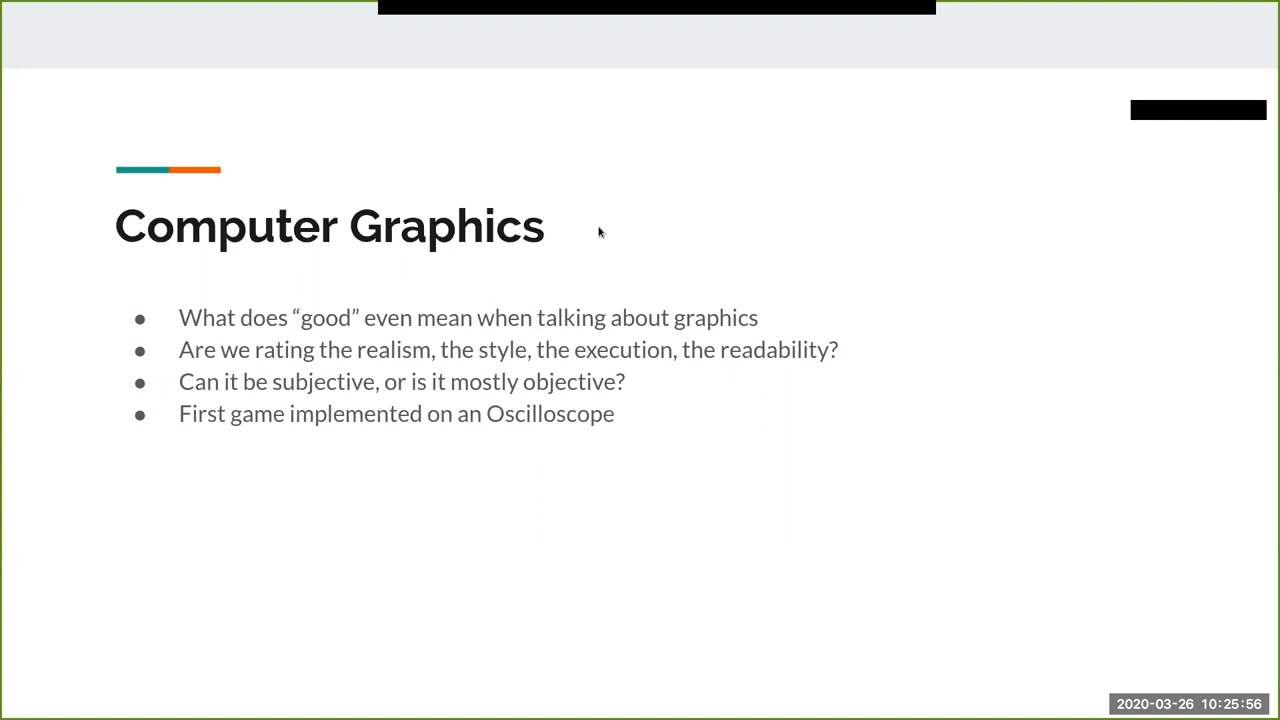 Computer Graphics
● What does “good” even mean when talking about graphics
● Are we rating the realism, the style, the execution, the readability?
● Can it be subjective, or is it mostly objective?
● First game implemented on an Oscilloscope
2020-03-26 10:25:56